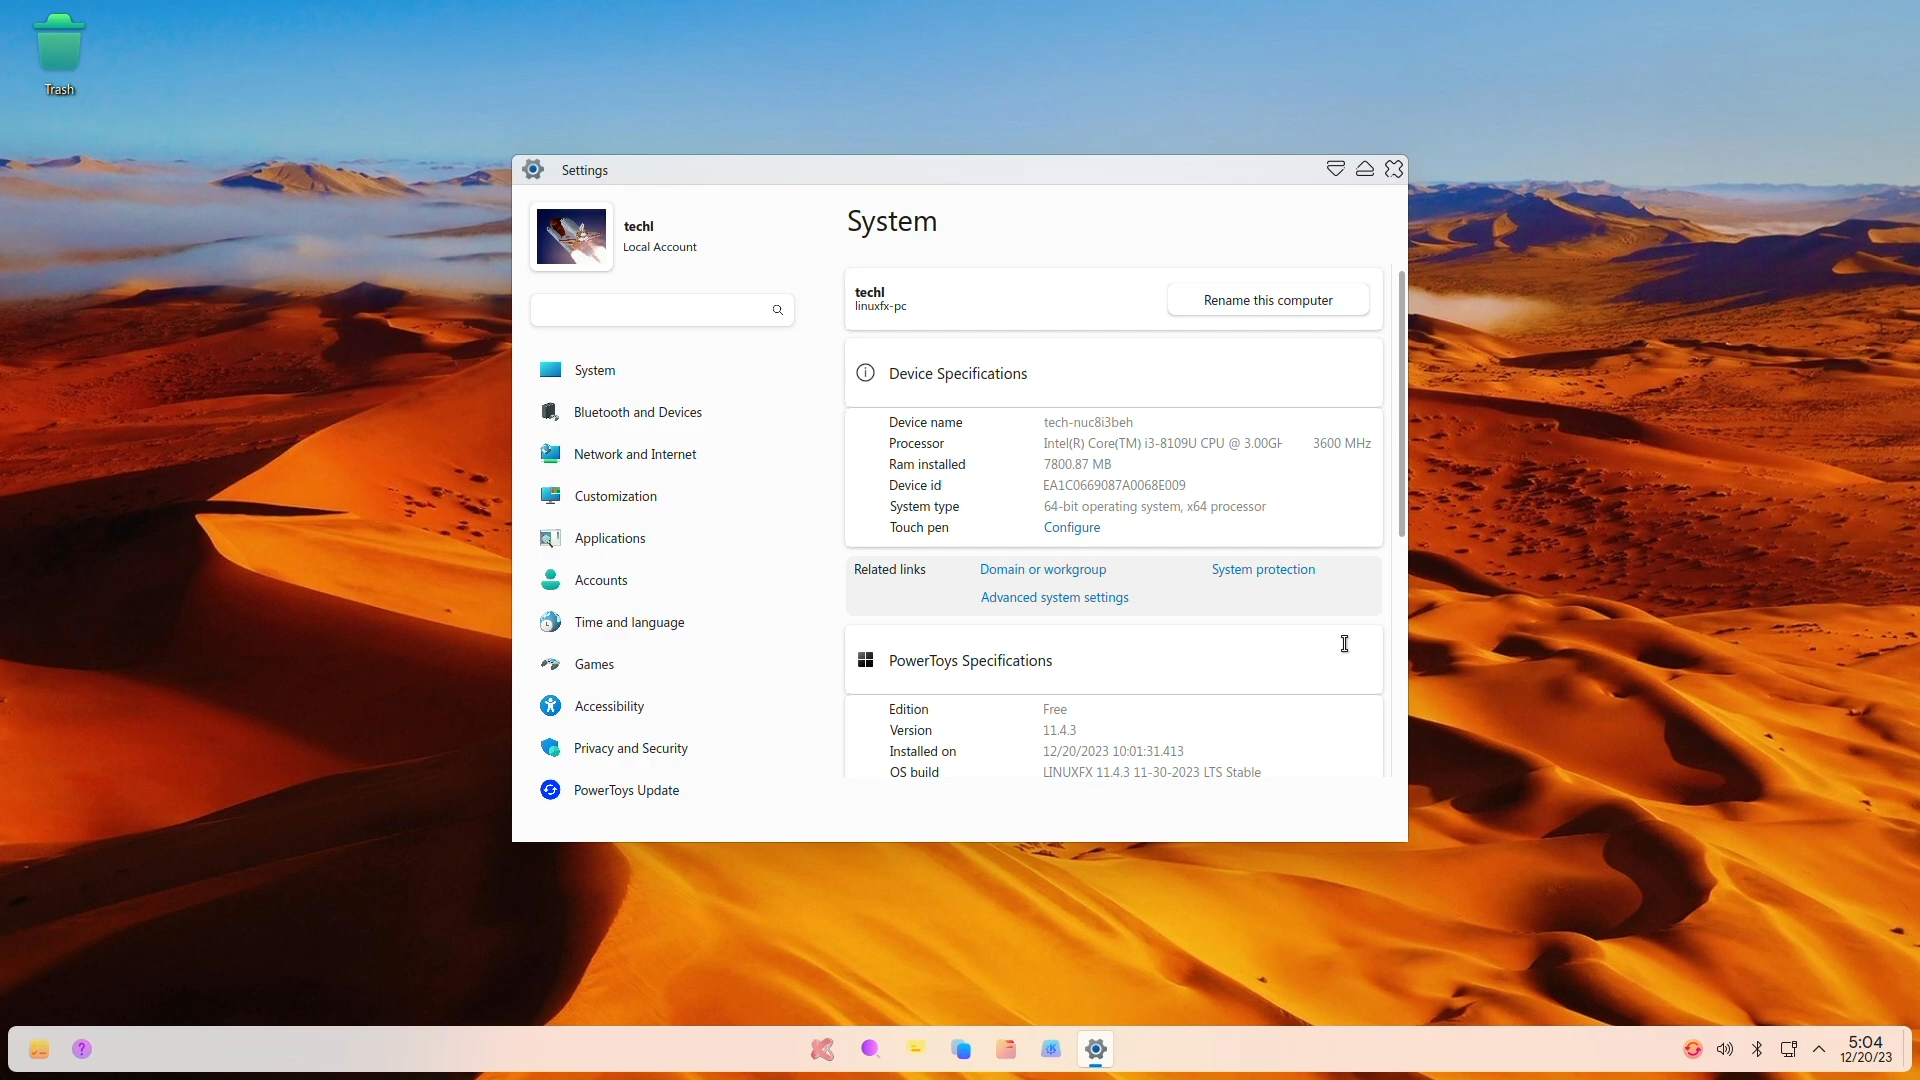 Trash
Settings
techl
Local Account
System
Bluetooth and Devices
Network and Internet
Customization
Applications
Accounts
Time and language
Games
Accessibility
Privacy and Security
PowerToys Update
System
techl
linuxfx-pc
Rename this computer
Device Specifications
Device name tech-nuc8i3beh
Processor Intel(R) Core(TM) i3-8109U CPU @ 3.00GH 3600 MHz
Ram installed 7800.87 MB
Device id EA1C0669087A0068E009
System type 64-bit operating system, x64 processor
Touch pen Configure
Related links Domain or workgroup System protection
Advanced system settings
PowerToys Specifications
Edition Free
Version 11.4.3
Installed on 12/20/2023 10:01:31.413
OS build LINUXFX 11.4.3 11-30-2023 LTS Stable
5:04
12/20/23